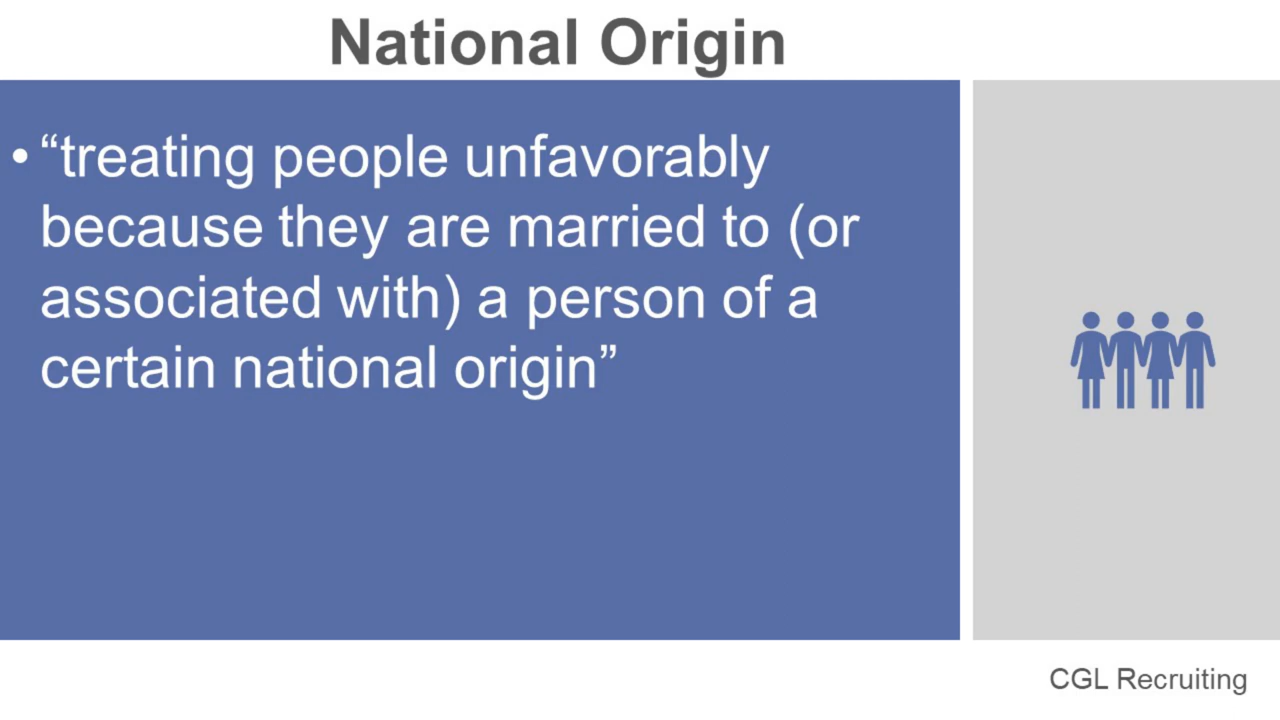 National Origin
• “treating people unfavorably
because they are married to (or
associated with) a person of a
certain national origin”
CGL Recruiting